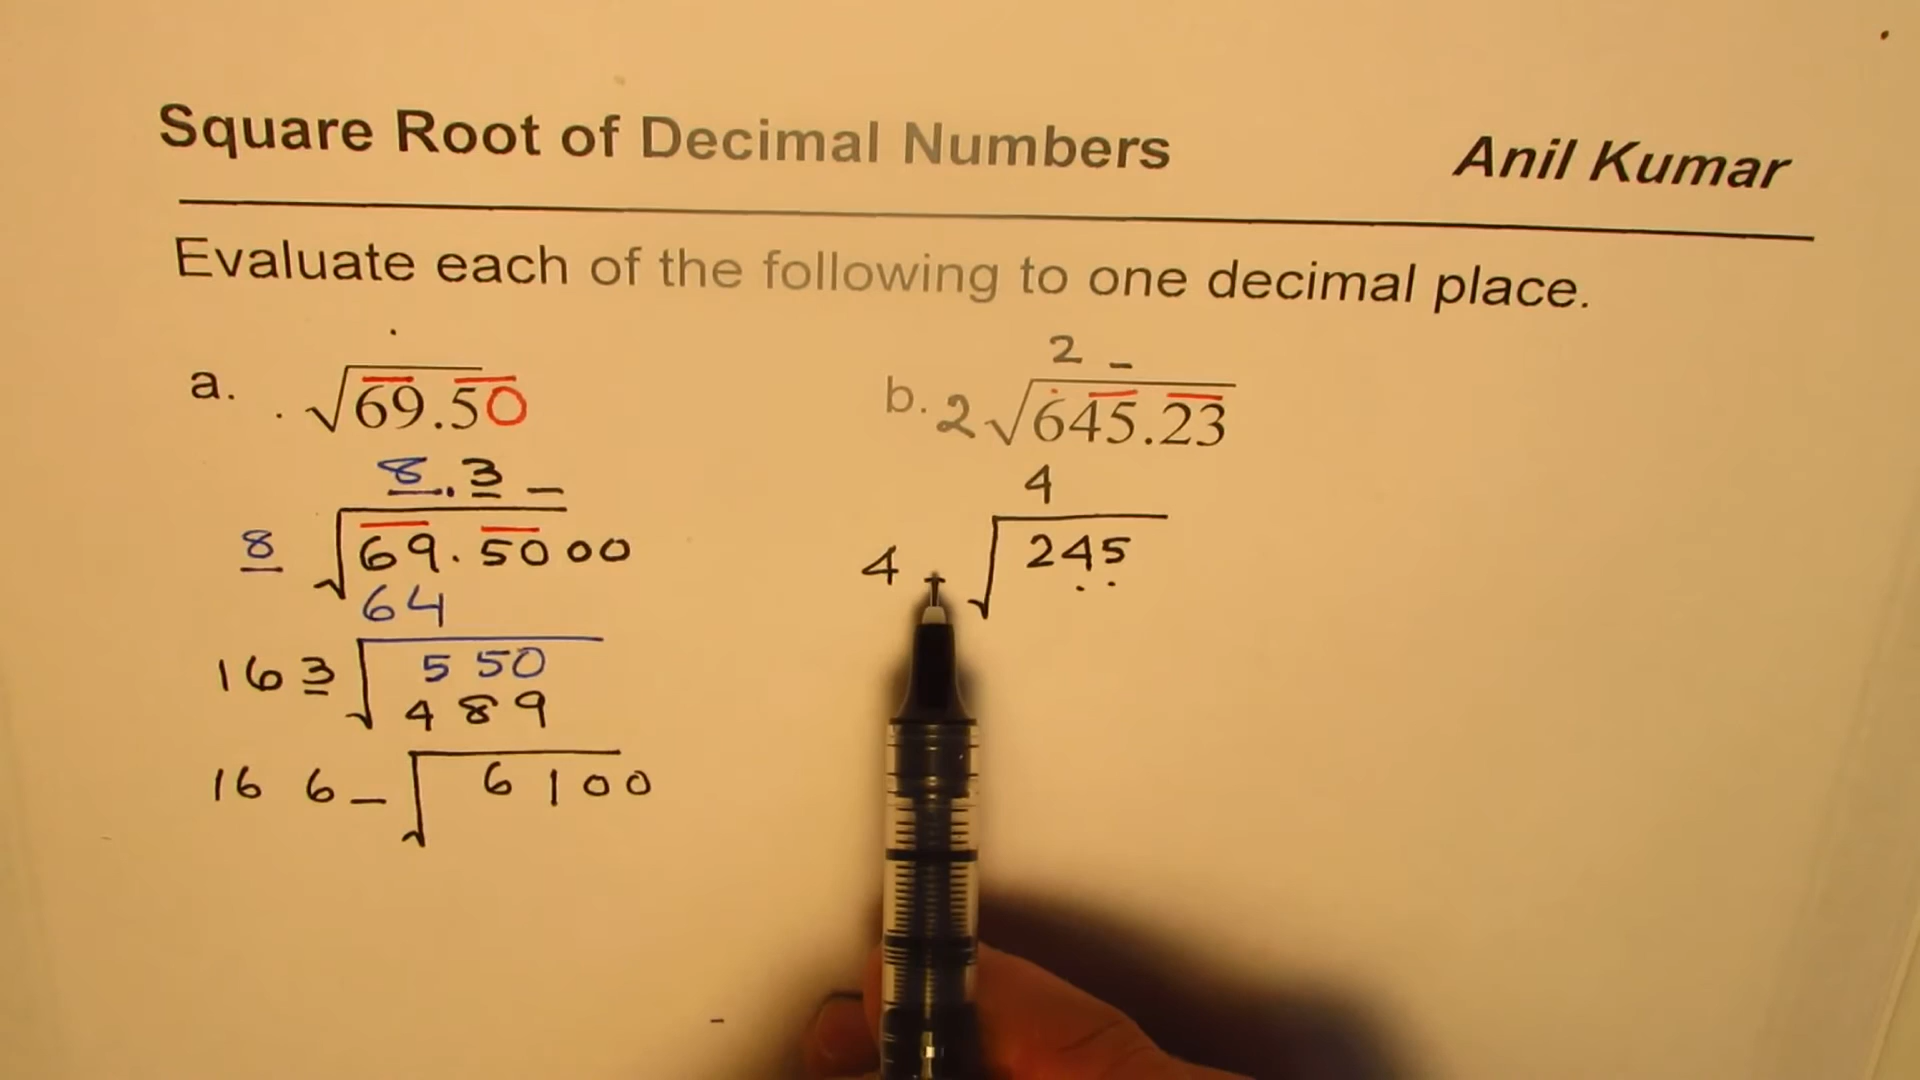 Square Root of Decimal Numbers
Anil Kumar
Evaluate each of the following to one decimal place.
a. √69.50
8.3 _
8 √69.5000
64
163 √550
489
166_ √6100
2 _
b. 2 √645.23
4
4 _ √245